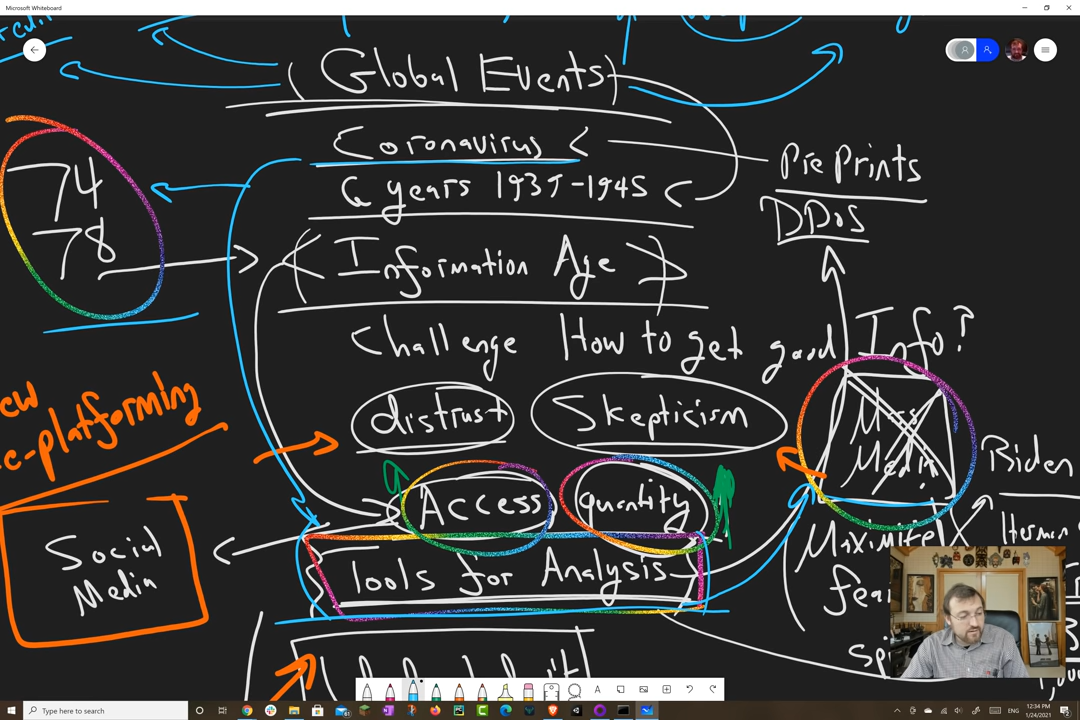 Microsoft Whiteboard
(Global Events)
Coronavirus <
PrePrints
6 years 1939-1945
DDoS
74
78
Information Age
Challenge How to get good Info?
distrust
Skepticism
Mass
Media
e-platforming
Access
quantity
Biden
Social
Media
Tools for Analysis
Type here to search
12:34 PM
1/24/2021